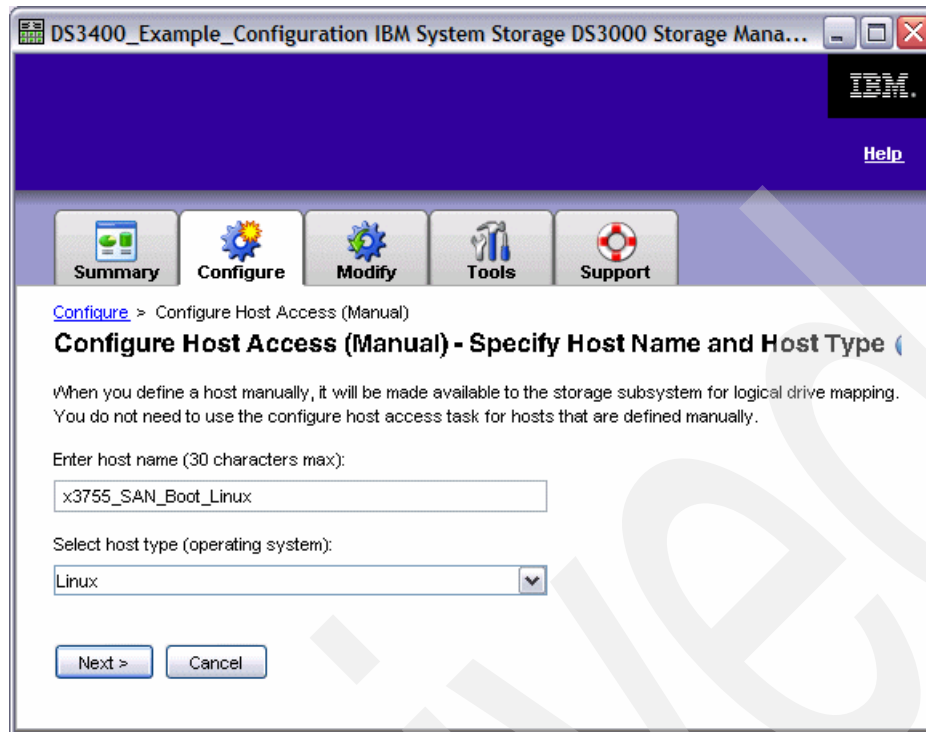 DS3400_Example_Configuration IBM System Storage DS3000 Storage Mana...
IBM.
Help
Summary
Configure
Modify
Tools
Support
Configure > Configure Host Access (Manual)
Configure Host Access (Manual) - Specify Host Name and Host Type
When you define a host manually, it will be made available to the storage subsystem for logical drive mapping.
You do not need to use the configure host access task for hosts that are defined manually.
Enter host name (30 characters max):
x3755_SAN_Boot_Linux
Select host type (operating system):
Linux
Next >
Cancel